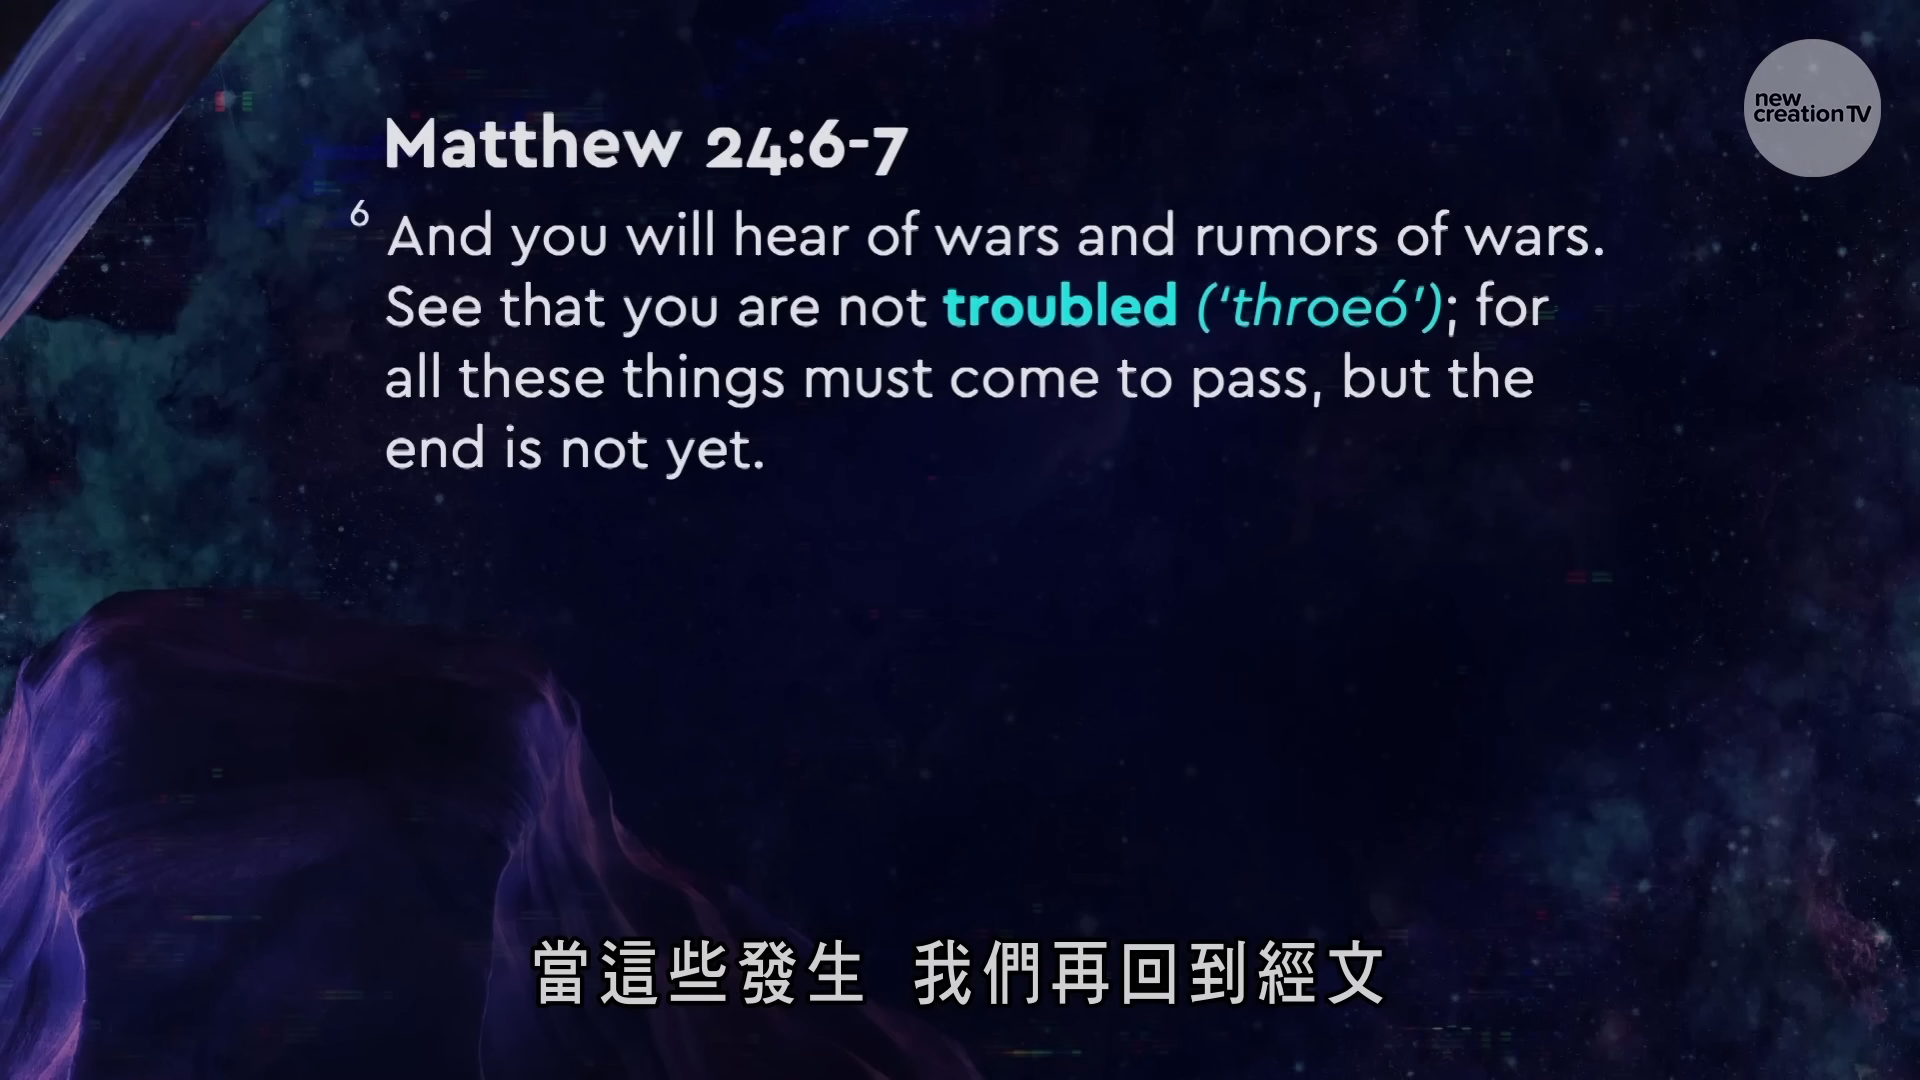 new
creation TV
Matthew 24:6-7
6 And you will hear of wars and rumors of wars.
See that you are not troubled (‘throeó’); for
all these things must come to pass, but the
end is not yet.
當這些發生 我們再回到經文